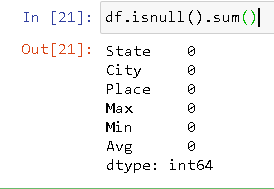 In [21]: df.isnull().sum()
Out[21]: State 0
City 0
Place 0
Max 0
Min 0
Avg 0
dtype: int64